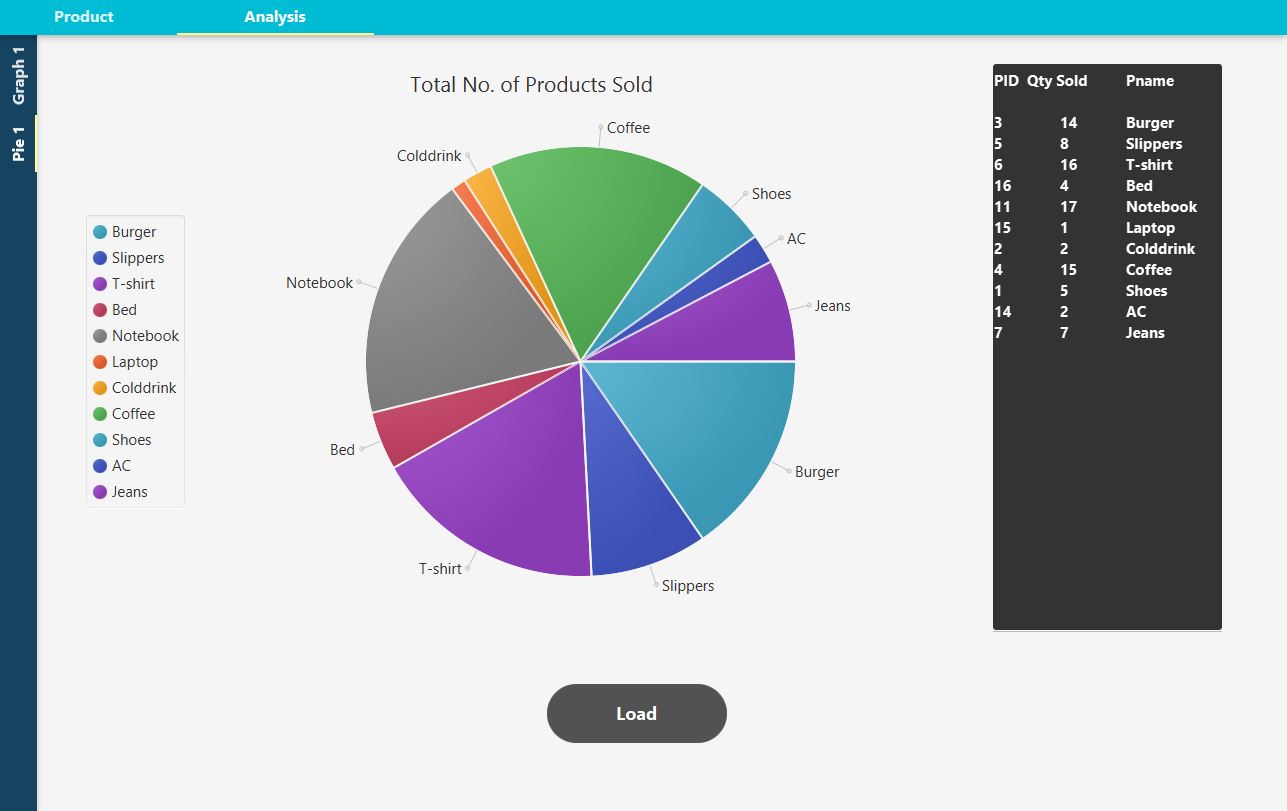 Product Analysis
Graph 1
Pie 1
Total No. of Products Sold
Coffee
Colddrink
Shoes
AC
Notebook
Jeans
Bed
Burger
T-shirt
Slippers
Burger
Slippers
T-shirt
Bed
Notebook
Laptop
Colddrink
Coffee
Shoes
AC
Jeans
PID Qty Sold Pname
3 14 Burger
5 8 Slippers
6 16 T-shirt
16 4 Bed
11 17 Notebook
15 1 Laptop
2 2 Colddrink
4 15 Coffee
1 5 Shoes
14 2 AC
7 7 Jeans
Load